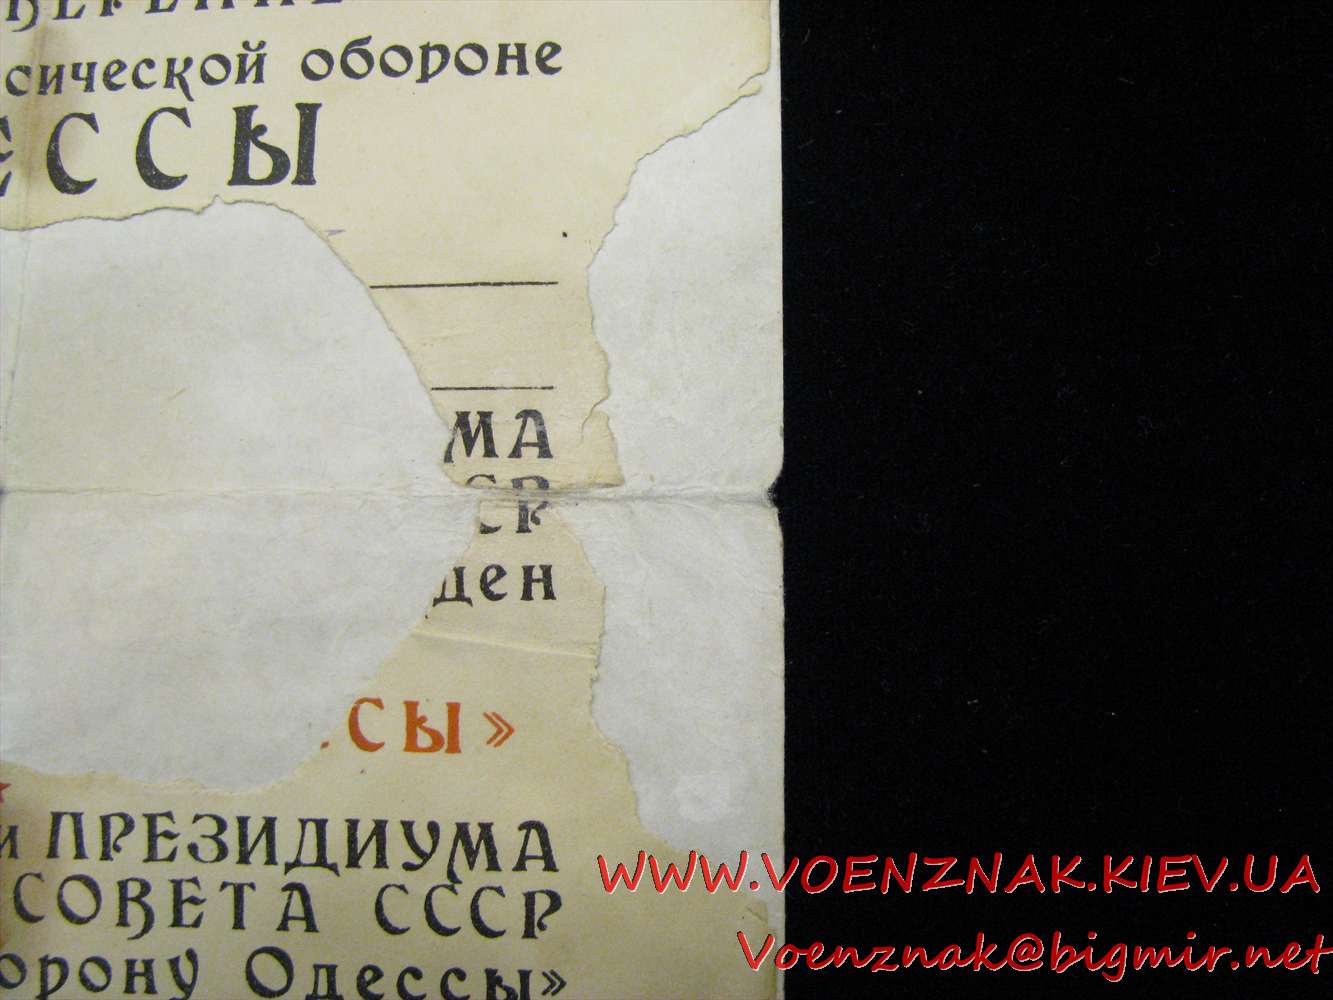 сической обороне
ЕССЫ
МА
СР
ден
ССЫ»
и ПРЕЗИДИУМА
СОВЕТА СССР
орону Одессы»
WWW.VOENZNAK.KIEV.UA
Voenznak@bigmir.net